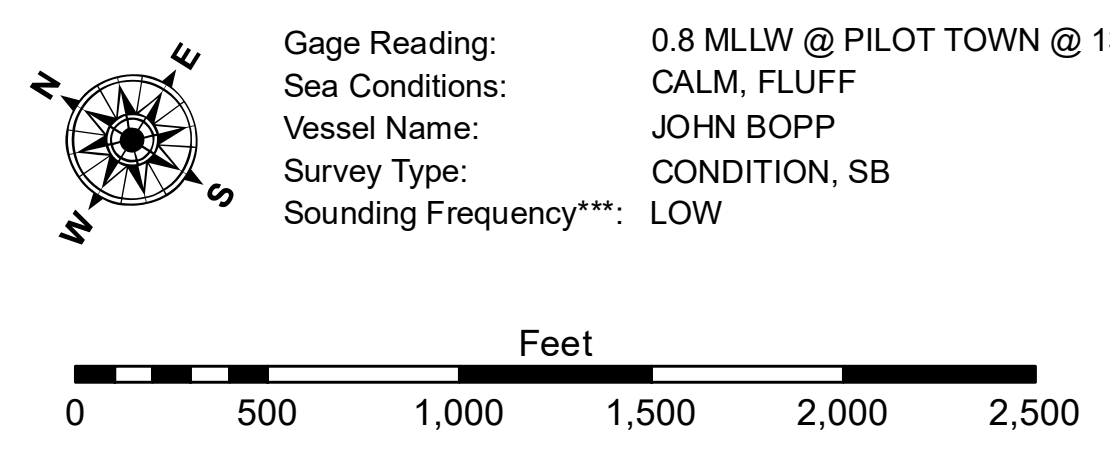 N
E
S
W
Gage Reading: 0.8 MLLW @ PILOT TOWN @
Sea Conditions: CALM, FLUFF
Vessel Name: JOHN BOPP
Survey Type: CONDITION, SB
Sounding Frequency***: LOW
Feet
0 500 1,000 1,500 2,000 2,500